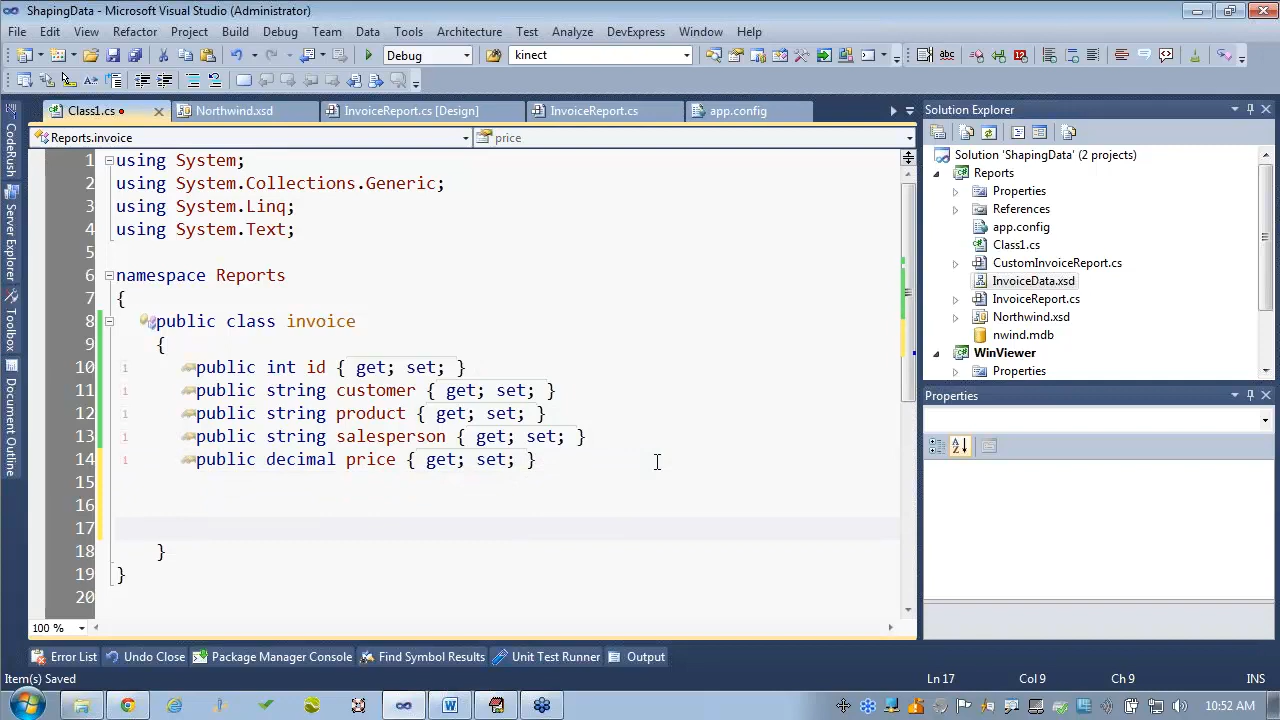 ShapingData - Microsoft Visual Studio (Administrator)
File Edit View Refactor Project Build Debug Team Data Tools Architecture Test Analyze DevExpress Window Help
Debug kinect
Class1.cs Northwind.xsd InvoiceReport.cs [Design] InvoiceReport.cs app.config
Reports.invoice price
1 using System;
2 using System.Collections.Generic;
3 using System.Linq;
4 using System.Text;
5
6 namespace Reports
7 {
8 public class invoice
9 {
10 public int id { get; set; }
11 public string customer { get; set; }
12 public string product { get; set; }
13 public string salesperson { get; set; }
14 public decimal price { get; set; }
15
16
17
18 }
19 }
20
100 %
CodeRush
Server Explorer
Toolbox
Document Outline
Solution Explorer
Solution 'ShapingData' (2 projects)
Reports
Properties
References
app.config
Class1.cs
CustomInvoiceReport.cs
InvoiceData.xsd
InvoiceReport.cs
Northwind.xsd
nwind.mdb
WinViewer
Properties
Properties
Error List Undo Close Package Manager Console Find Symbol Results Unit Test Runner Output
Item(s) Saved Ln 17 Col 9 Ch 9 INS
10:52 AM